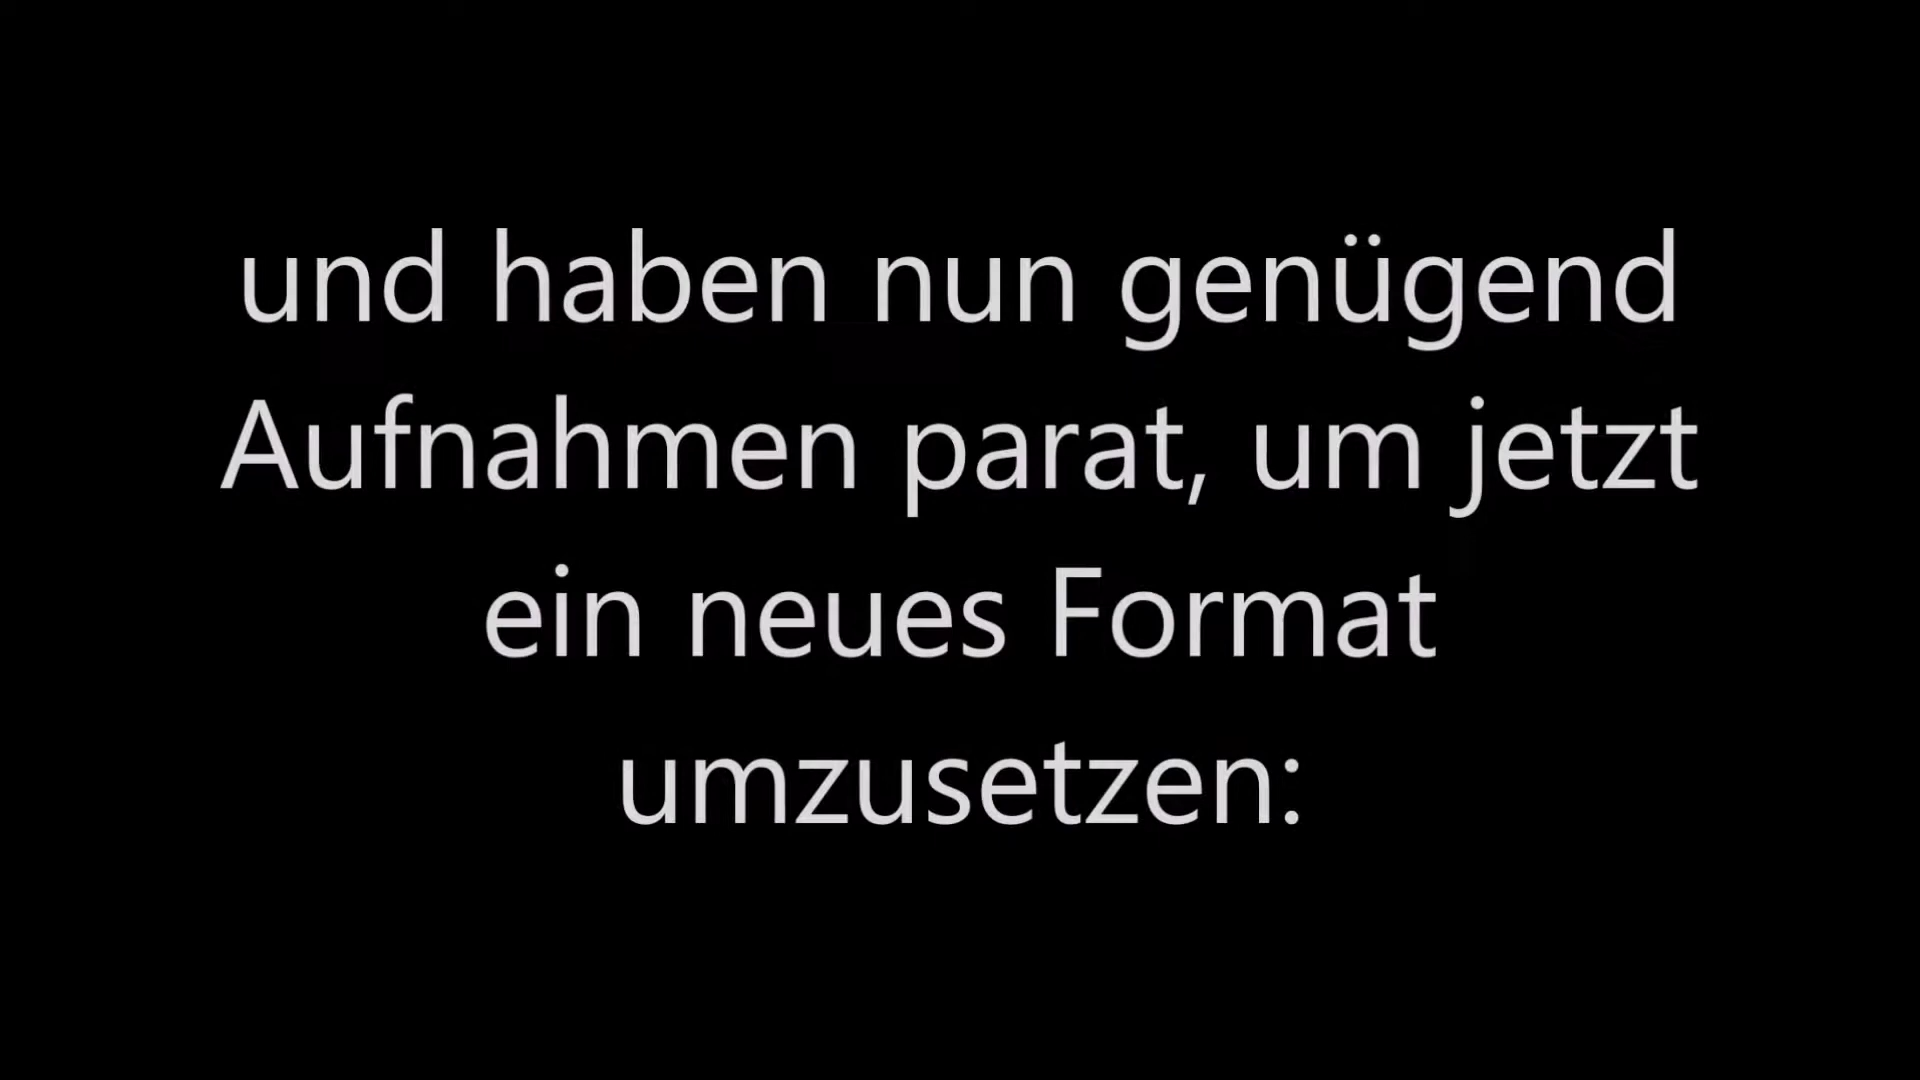 und haben nun genügend
Aufnahmen parat, um jetzt
ein neues Format
umzusetzen: